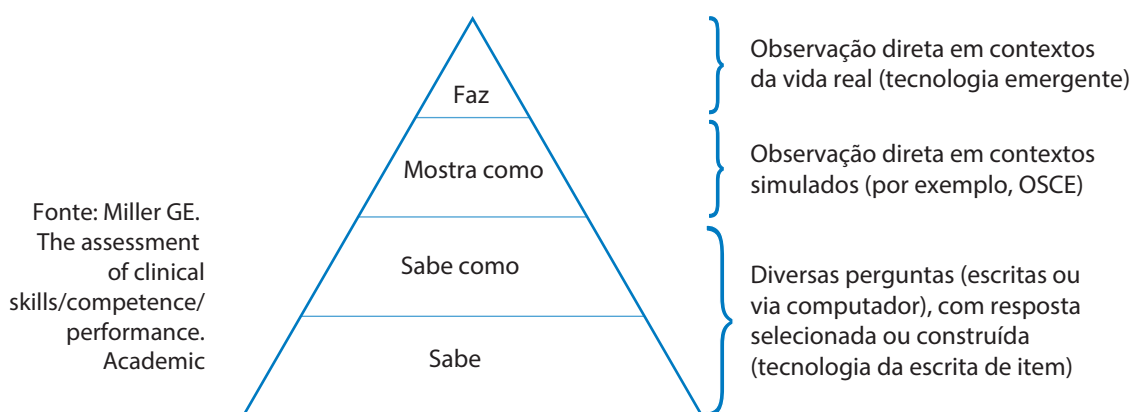 Faz
Mostra como
Sabe como
Sabe
Observação direta em contextos
da vida real (tecnologia emergente)
Observação direta em contextos
simulados (por exemplo, OSCE)
Diversas perguntas (escritas ou
via computador), com resposta
selecionada ou construída
(tecnologia da escrita de item)
Fonte: Miller GE.
The assessment
of clinical
skills/competence/
performance.
Academic